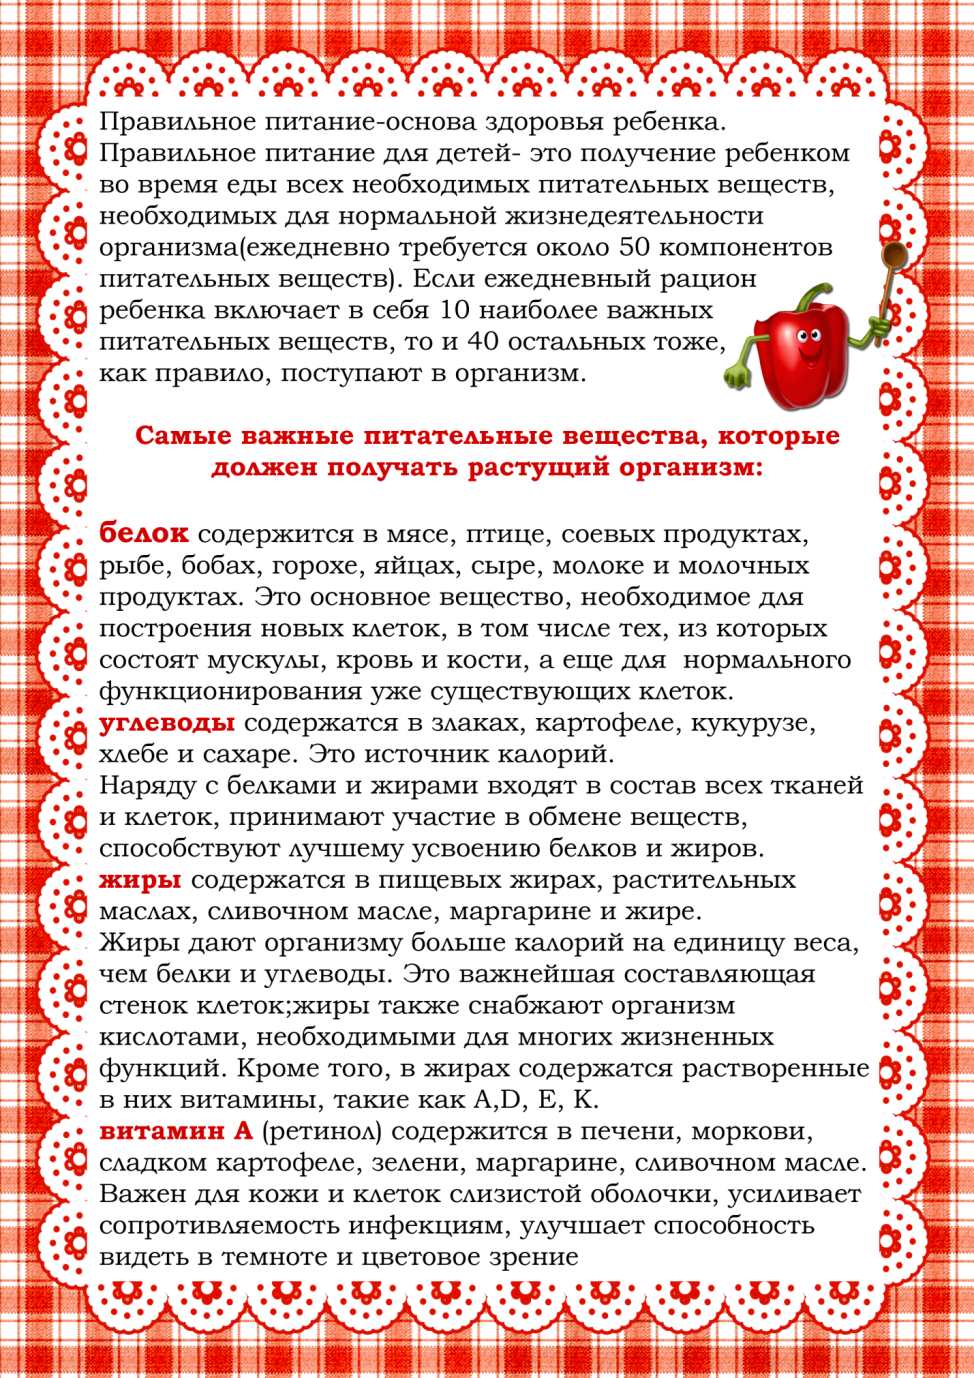 Правильное питание-основа здоровья ребенка.
Правильное питание для детей- это получение ребенком
во время еды всех необходимых питательных веществ,
необходимых для нормальной жизнедеятельности
организма(ежедневно требуется около 50 компонентов
питательных веществ). Если ежедневный рацион
ребенка включает в себя 10 наиболее важных
питательных веществ, то и 40 остальных тоже,
как правило, поступают в организм.
Самые важные питательные вещества, которые
должен получать растущий организм:
белок содержится в мясе, птице, соевых продуктах,
рыбе, бобах, горохе, яйцах, сыре, молоке и молочных
продуктах. Это основное вещество, необходимое для
построения новых клеток, в том числе тех, из которых
состоят мускулы, кровь и кости, а еще для  нормального
функционирования уже существующих клеток.
углеводы содержатся в злаках, картофеле, кукурузе,
хлебе и сахаре. Это источник калорий.
Наряду с белками и жирами входят в состав всех тканей
и клеток, принимают участие в обмене веществ,
способствуют лучшему усвоению белков и жиров.
жиры содержатся в пищевых жирах, растительных
маслах, сливочном масле, маргарине и жире.
Жиры дают организму больше калорий на единицу веса,
чем белки и углеводы. Это важнейшая составляющая
стенок клеток;жиры также снабжают организм
кислотами, необходимыми для многих жизненных
функций. Кроме того, в жирах содержатся растворенные
в них витамины, такие как A,D, E, K.
витамин А (ретинол) содержится в печени, моркови,
сладком картофеле, зелени, маргарине, сливочном масле.
Важен для кожи и клеток слизистой оболочки, усиливает
сопротивляемость инфекциям, улучшает способность
видеть в темноте и цветовое зрение